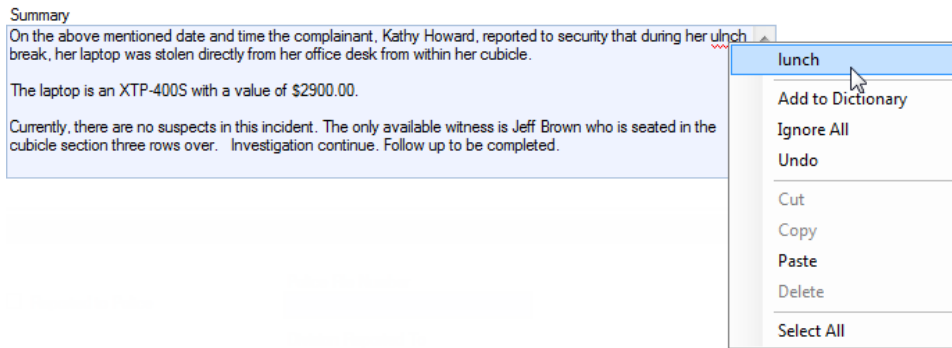 Summary
On the above mentioned date and time the complainant, Kathy Howard, reported to security that during her ulnch
break, her laptop was stolen directly from her office desk from within her cubicle.
The laptop is an XTP-400S with a value of $2900.00.
Currently, there are no suspects in this incident. The only available witness is Jeff Brown who is seated in the
cubicle section three rows over.   Investigation continue. Follow up to be completed.
lunch
Add to Dictionary
Ignore All
Undo
Cut
Copy
Paste
Delete
Select All